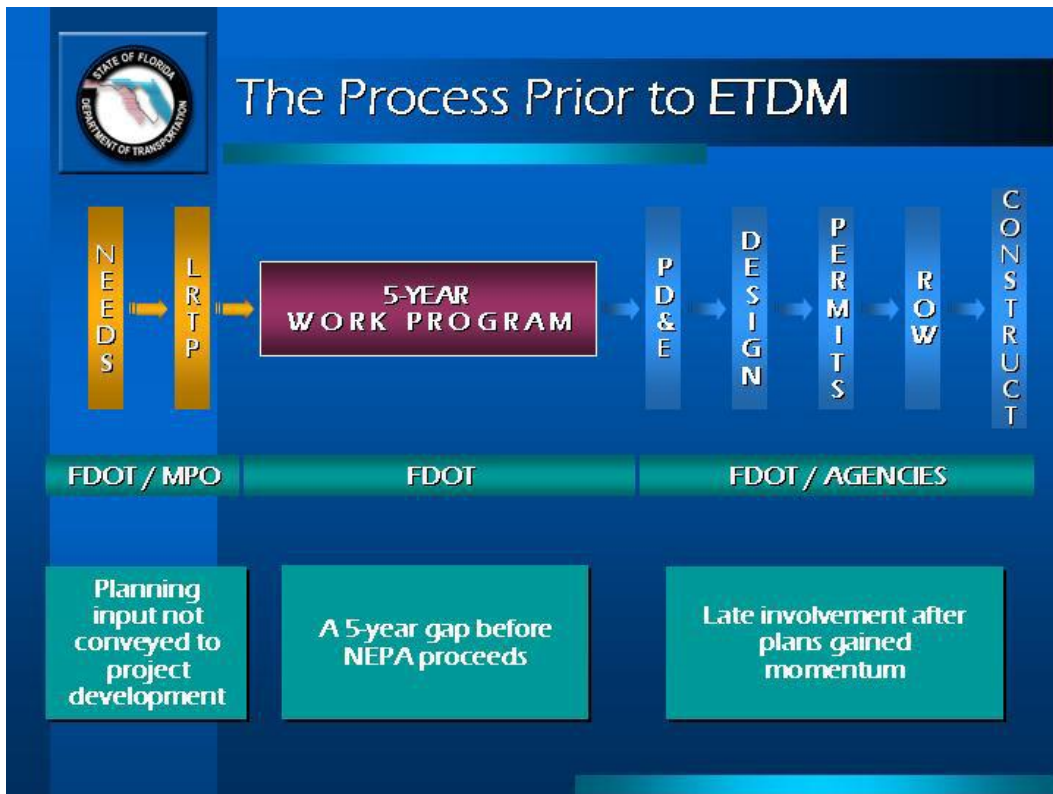 STATE OF FLORIDA
DEPARTMENT OF TRANSPORTATION
The Process Prior to ETDM
NEEDS
LRTP
5-YEAR
WORK PROGRAM
PD&E
DESIGN
PERMITS
ROW
CONSTRUCT
FDOT / MPO
FDOT
FDOT / AGENCIES
Planning
input not
conveyed to
project
development
A 5-year gap before
NEPA proceeds
Late involvement after
plans gained
momentum